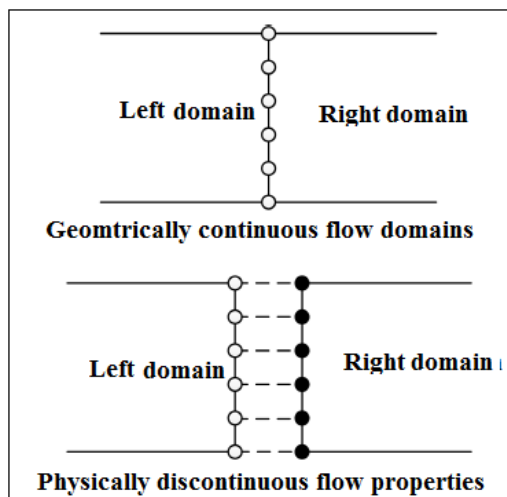 Left domain Right domain
Geomtrically continuous flow domains
Left domain Right domain
Physically discontinuous flow properties